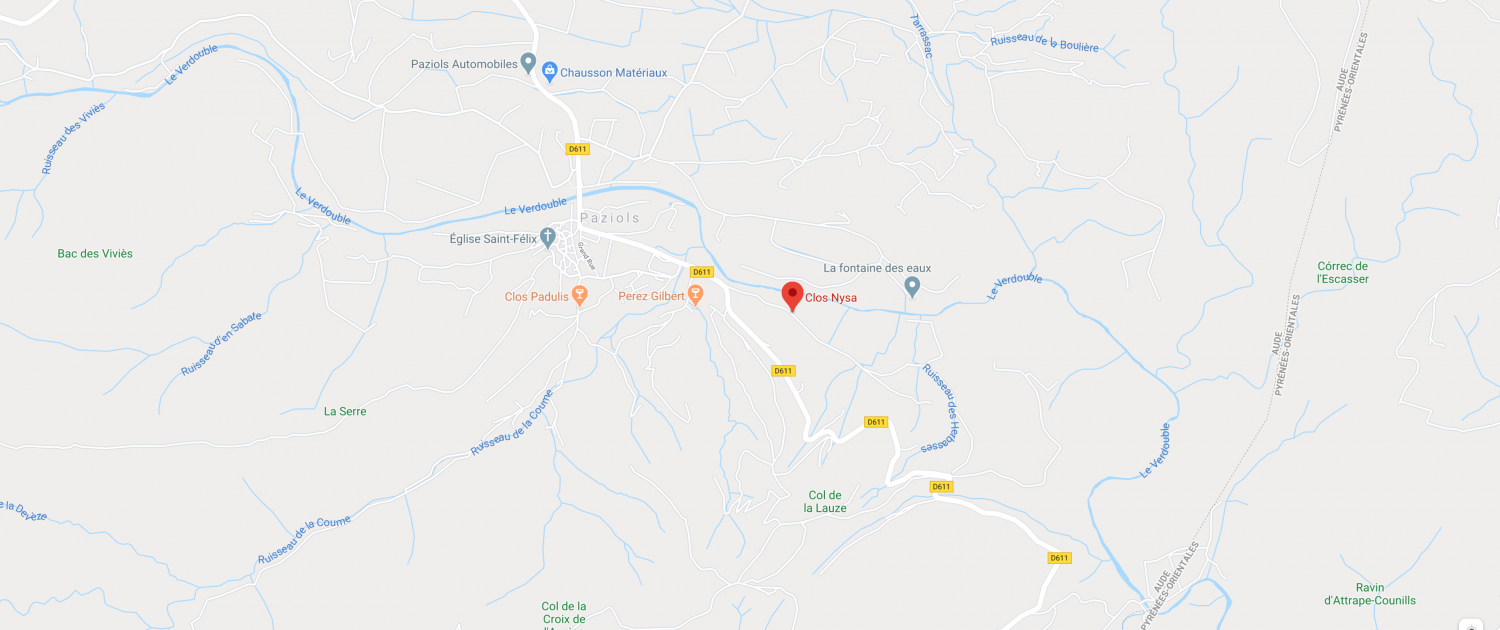 Tarrassac
Ruisseau de la Boulière
Le Verdouble
Paziols Automobiles
Chausson Matériaux
AUDE
PYRÉNÉES-ORIENTALES
Ruisseau des Viviès
D611
Le Verdouble
Le Verdouble
Paziols
Église Saint-Félix
Grand Rue
Bac des Viviès
D611
La fontaine des eaux
Le Verdouble
Córrec de
l'Escasser
Clos Padulis
Perez Gilbert
Clos Nysa
AUDE
PYRÉNÉES-ORIENTALES
Ruisseau d'en Sabate
D611
Ruisseau des Herbasses
La Serre
Ruisseau de la Coume
D611
Le Verdouble
D611
Col de
la Lauze
e la Devèze
Ruisseau de la Coume
D611
AUDE
PYRÉNÉES-ORIENTALES
Ravin
d'Attrape-Counills
Col de la
Croix de